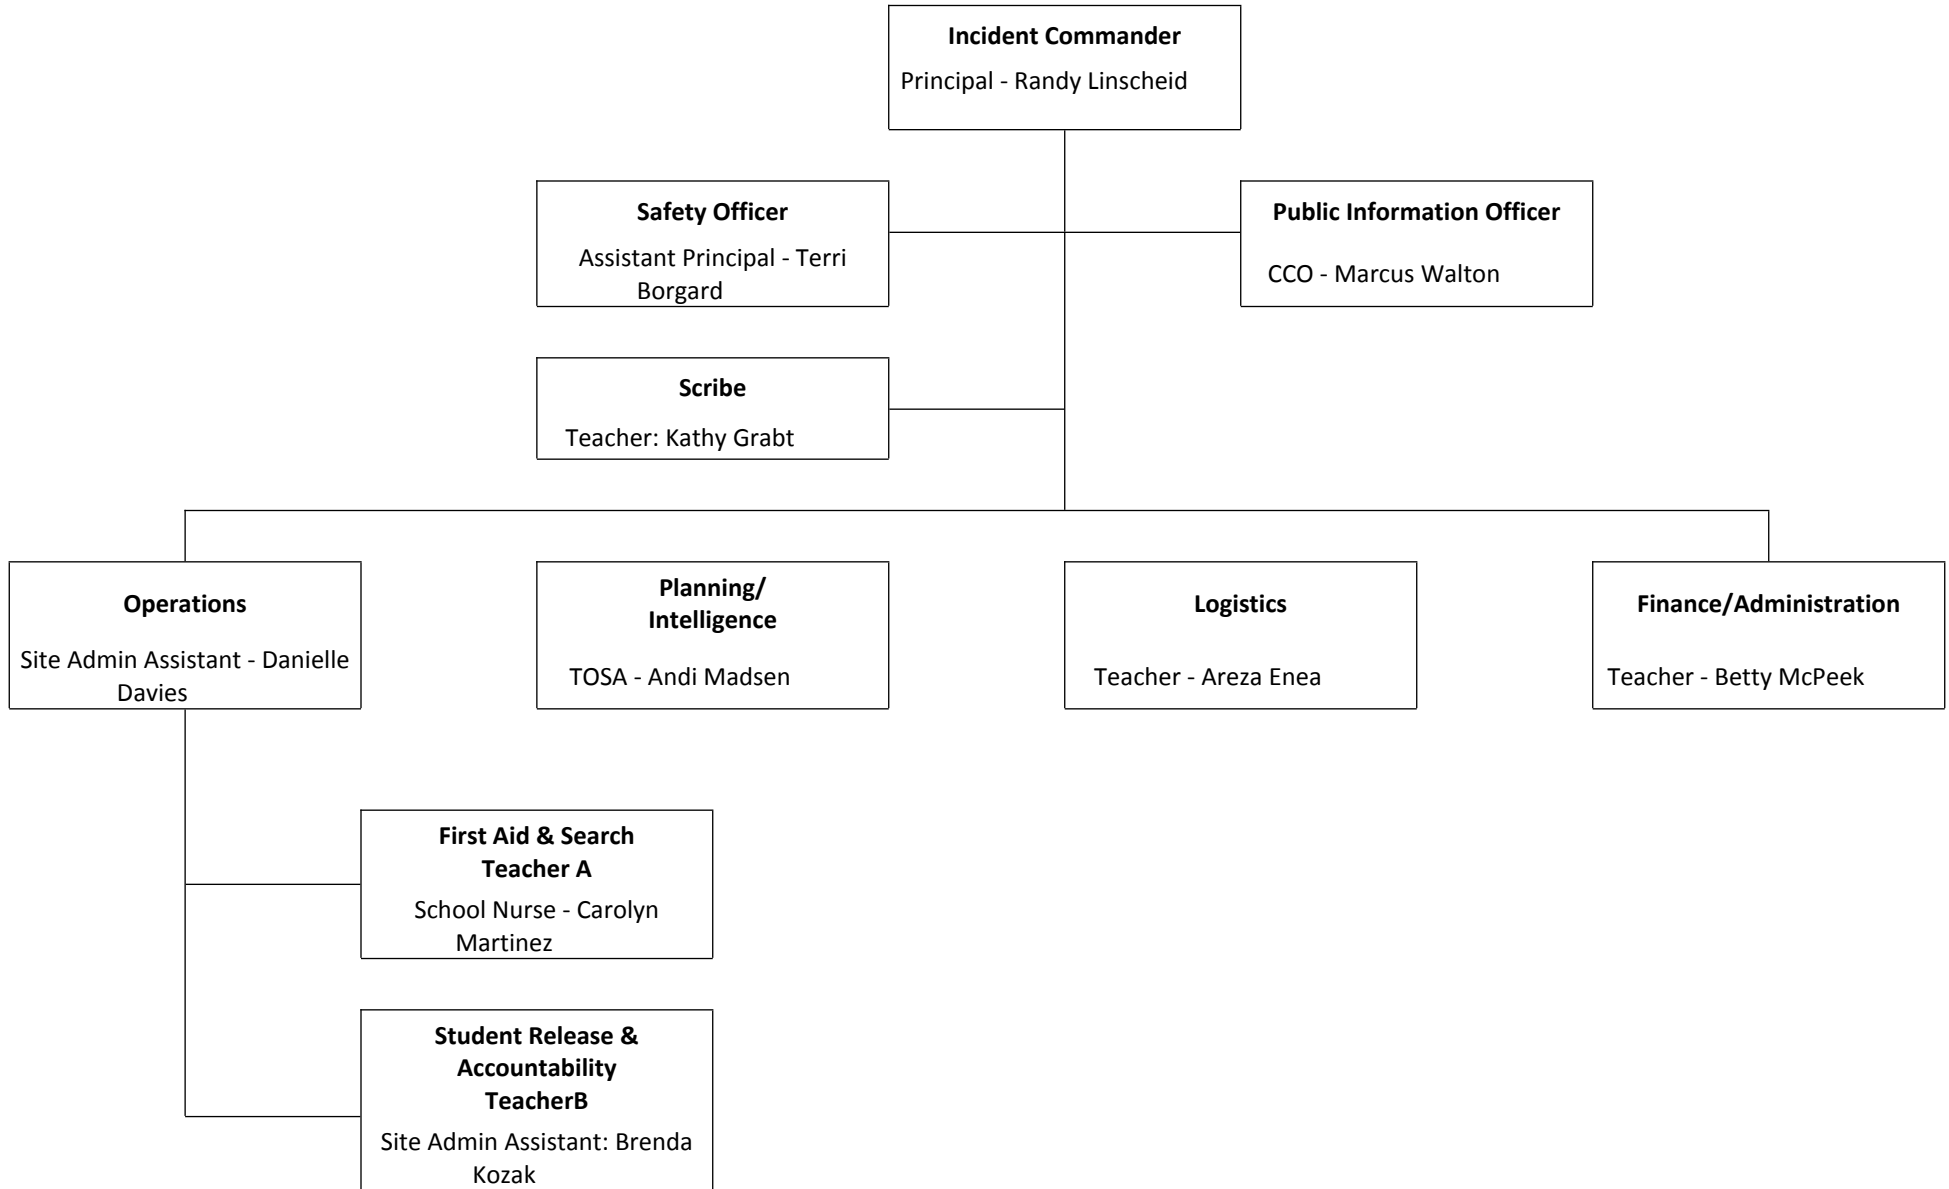 Incident Commander
Principal - Randy Linscheid
Safety Officer
Assistant Principal - Terri
Borgard
Public Information Officer
CCO - Marcus Walton
Scribe
Teacher: Kathy Grabt
Operations
Site Admin Assistant - Danielle
Davies
Planning/
Intelligence
TOSA - Andi Madsen
Logistics
Teacher - Areza Enea
Finance/Administration
Teacher - Betty McPeek
First Aid & Search
Teacher A
School Nurse - Carolyn
Martinez
Student Release &
Accountability
TeacherB
Site Admin Assistant: Brenda
Kozak